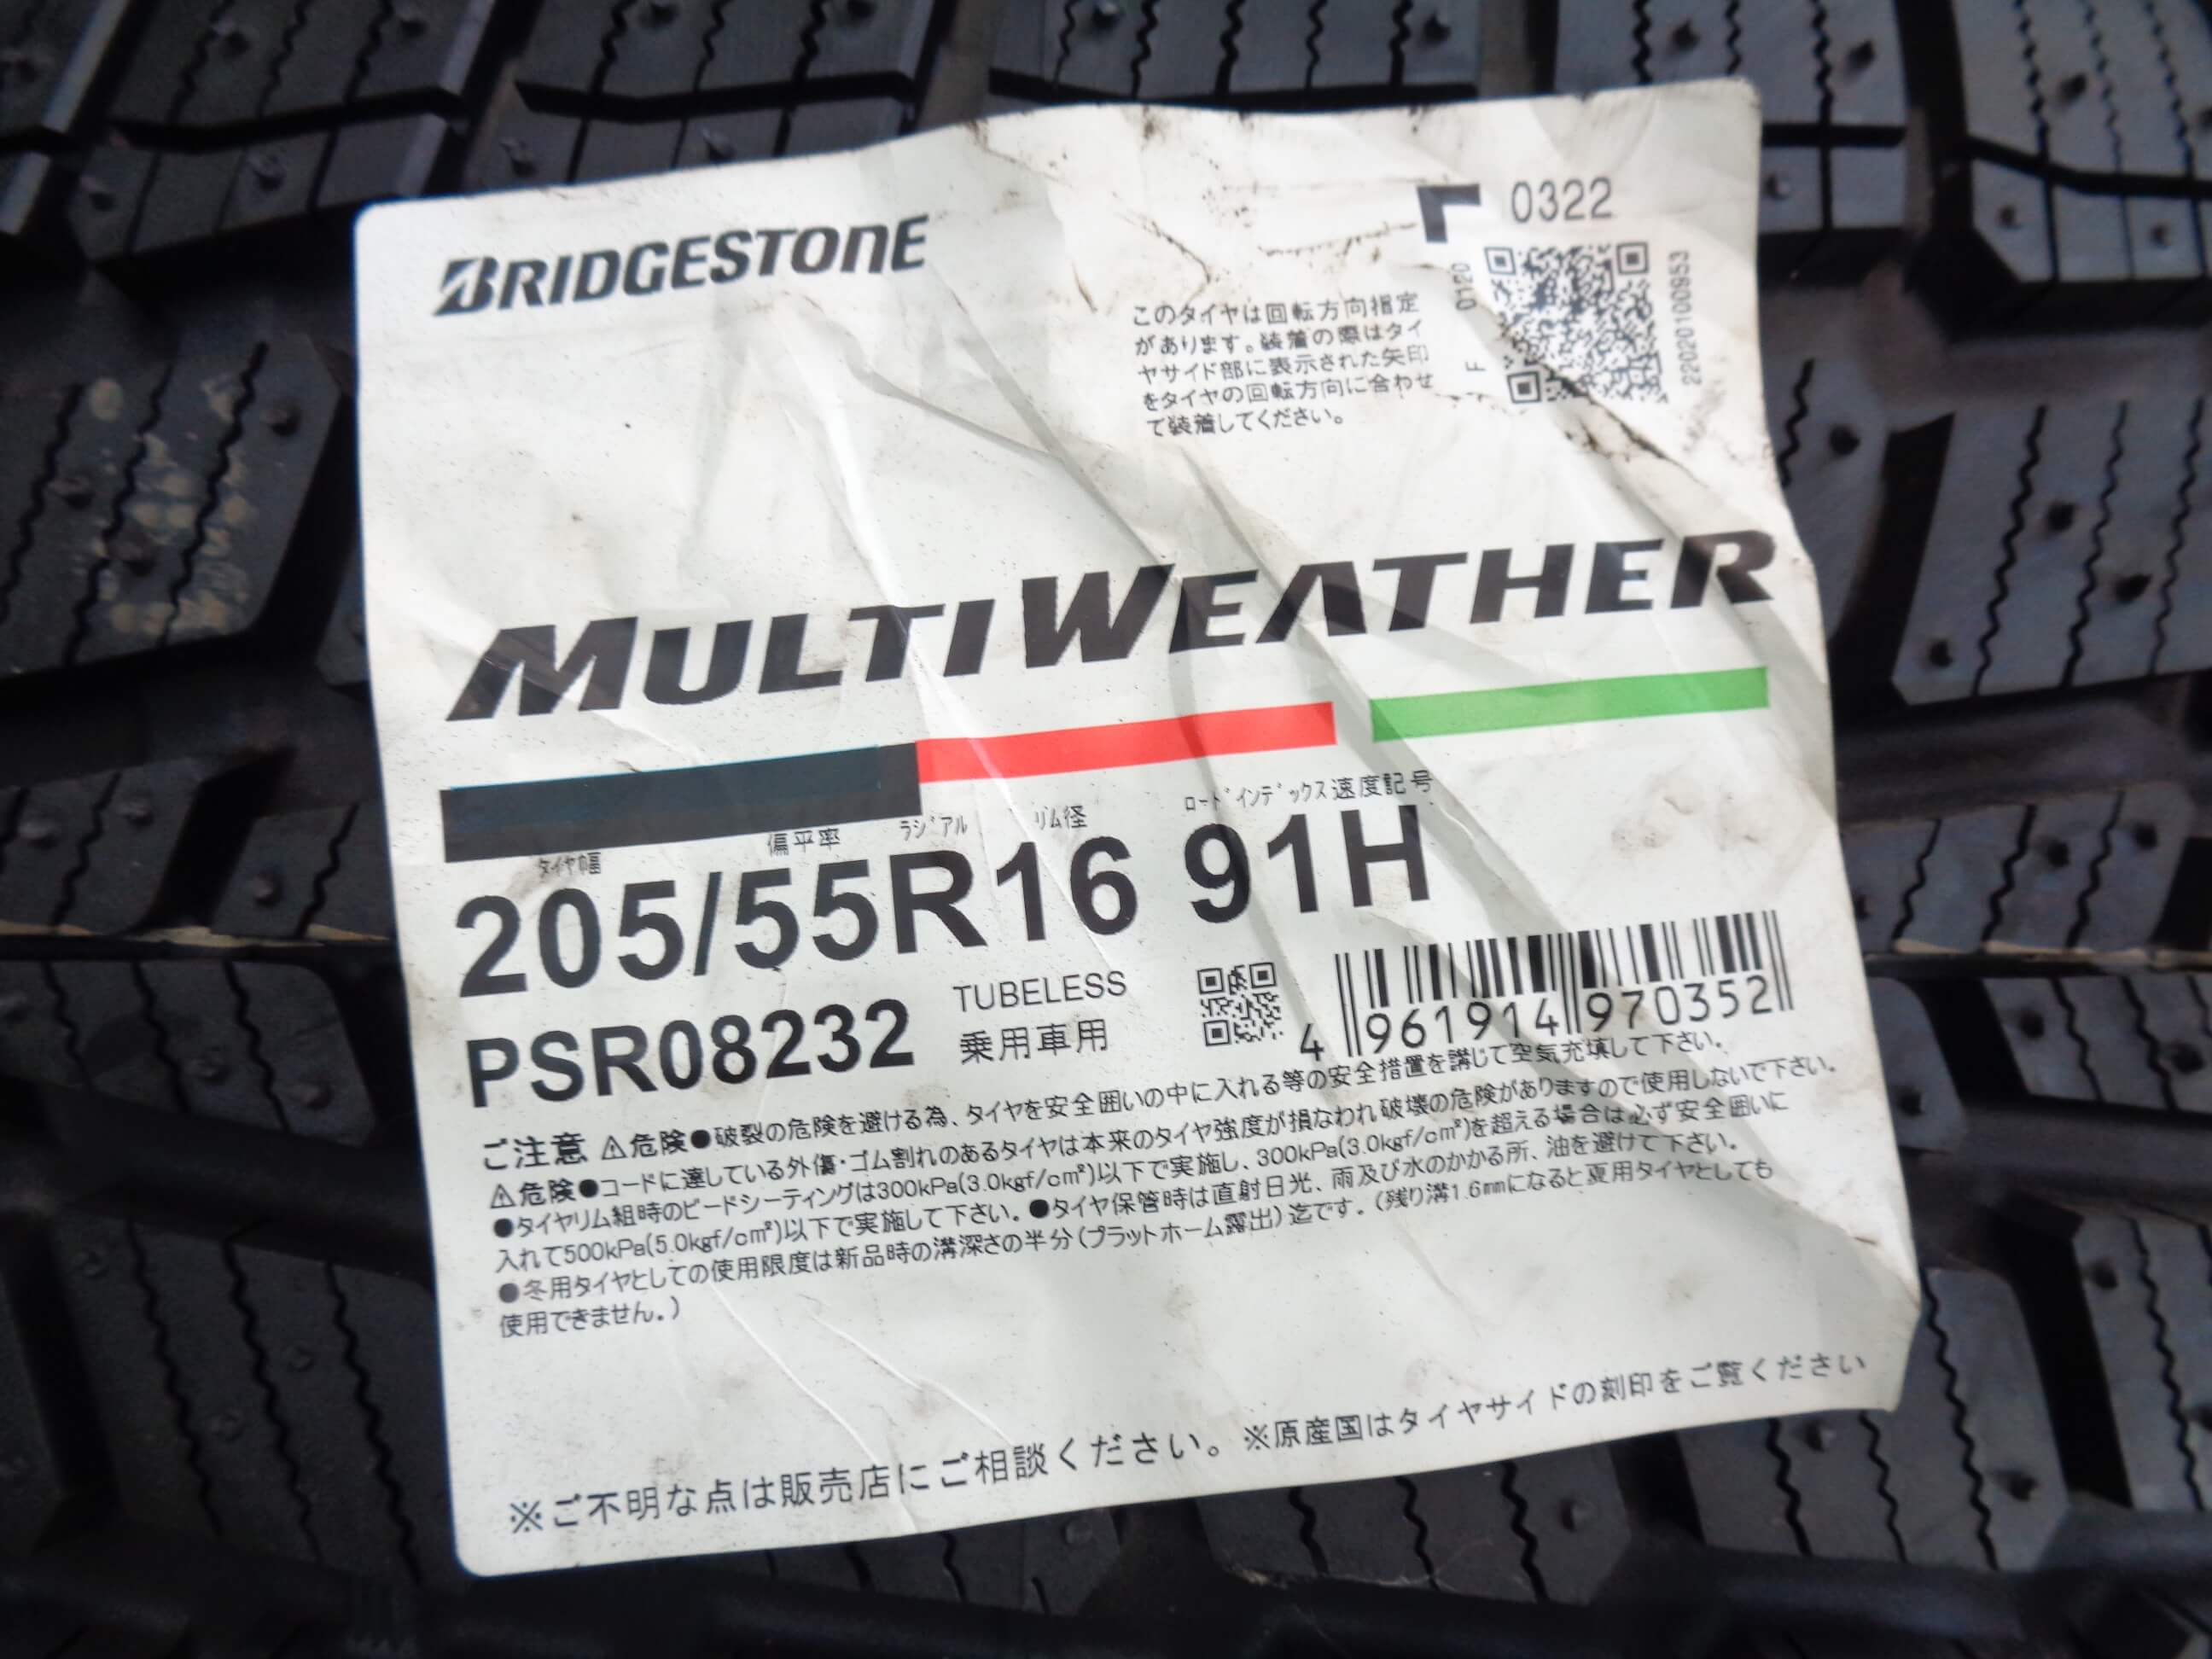 BRIDGESTONE
0322
0120
F
22020100953
このタイヤは回転方向指定
があります。装着の際はタイ
ヤサイド部に表示された矢印
をタイヤの回転方向に合わせ
て装着してください。
MULTIWEATHER
タイヤ幅 偏平率 ラジアル リム径 ロードインデックス 速度記号
205/55R16 91H
PSR08232
TUBELESS
乗用車用
4 961914 970352
ご注意 ⚠危険●破裂の危険を避ける為、タイヤを安全囲いの中に入れる等の安全措置を講じて空気充填して下さい。
⚠危険●コードに達している外傷・ゴム割れのあるタイヤは本来のタイヤ強度が損なわれ破壊の危険がありますので使用しないで下さい。
●タイヤリム組時のビードシーティングは300kPa(3.0kgf/cm²)以下で実施し、300kPa(3.0kgf/cm²)を超える場合は必ず安全囲いに
入れて500kPa(5.0kgf/cm²)以下で実施して下さい。●タイヤ保管時は直射日光、雨及び水のかかる所、油を避けて下さい。
●冬用タイヤとしての使用限度は新品時の溝深さの半分(プラットホーム露出)迄です。(残り溝1.6mmになると夏用タイヤとしても
使用できません。)
※ご不明な点は販売店にご相談ください。※原産国はタイヤサイドの刻印をご覧ください